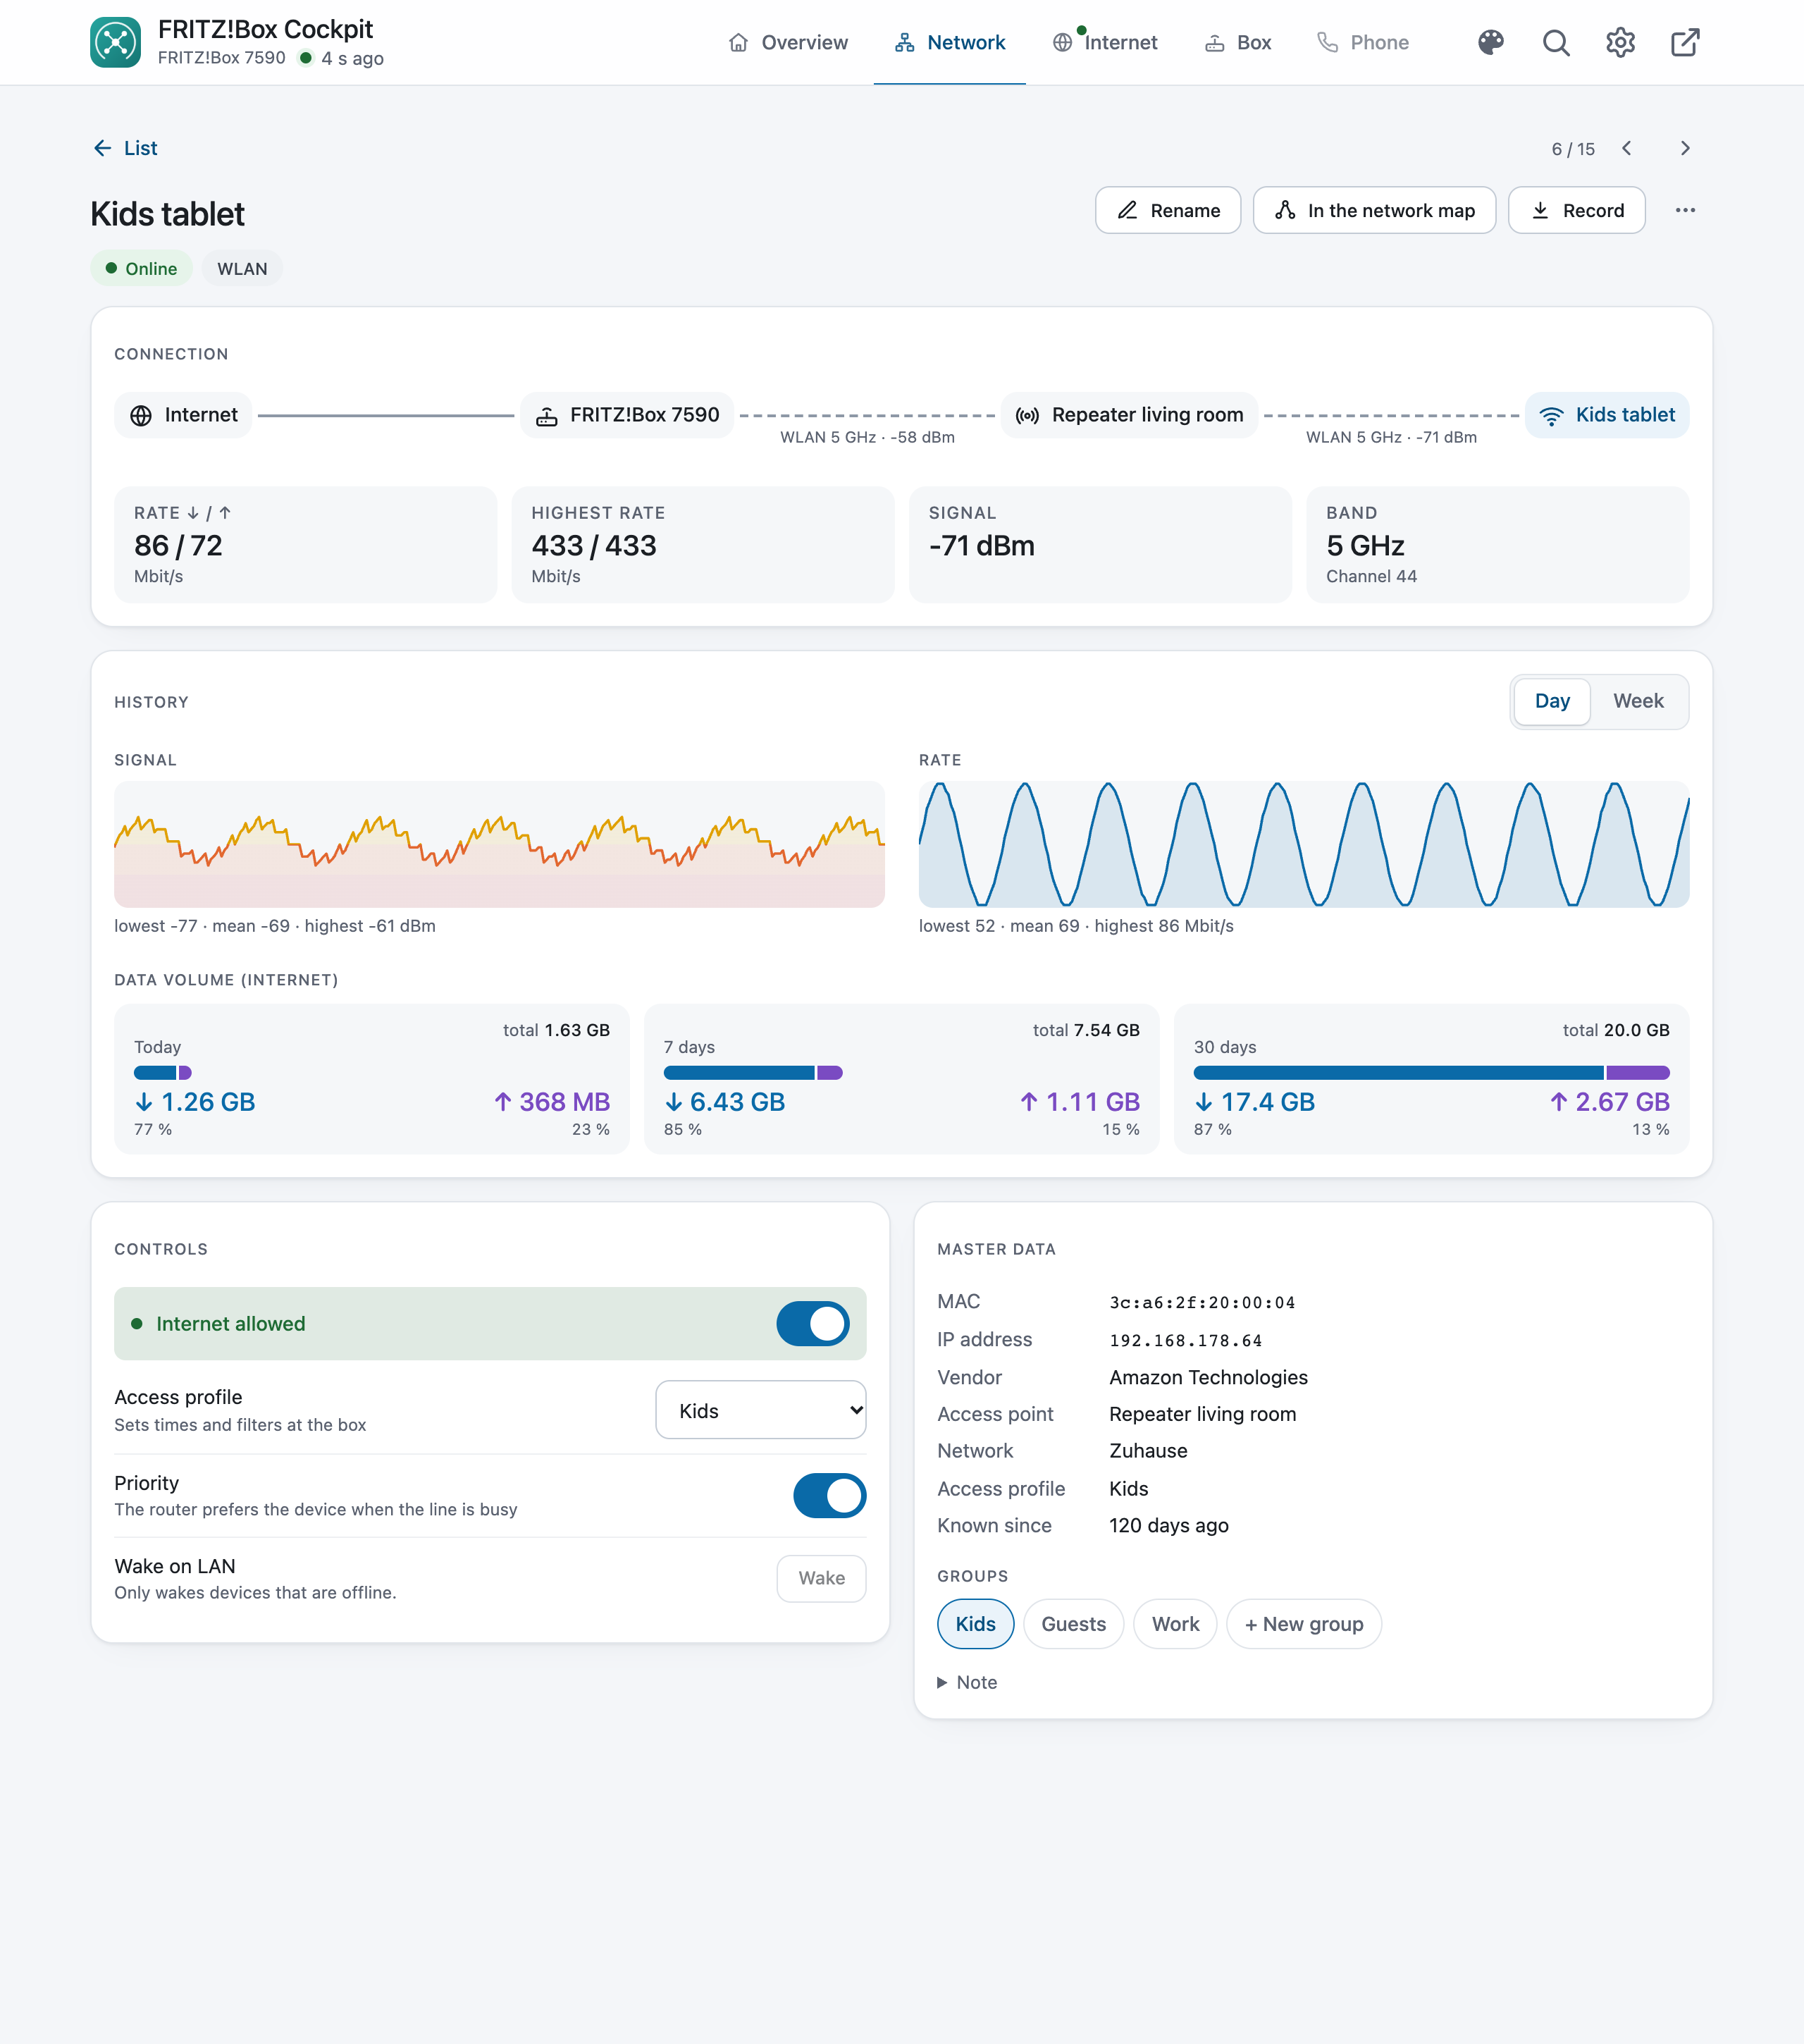 FRITZ!Box Cockpit
FRITZ!Box 7590 4 s ago
Overview
Network
Internet
Box
Phone
List
6 / 15
Kids tablet
Rename
In the network map
Record
Online
WLAN
CONNECTION
Internet
FRITZ!Box 7590
WLAN 5 GHz · -58 dBm
Repeater living room
WLAN 5 GHz · -71 dBm
Kids tablet
RATE ↓ / ↑
86 / 72
Mbit/s
HIGHEST RATE
433 / 433
Mbit/s
SIGNAL
-71 dBm
BAND
5 GHz
Channel 44
HISTORY
Day
Week
SIGNAL
lowest -77 · mean -69 · highest -61 dBm
RATE
lowest 52 · mean 69 · highest 86 Mbit/s
DATA VOLUME (INTERNET)
total 1.63 GB
Today
↓ 1.26 GB
↑ 368 MB
77 %
23 %
total 7.54 GB
7 days
↓ 6.43 GB
↑ 1.11 GB
85 %
15 %
total 20.0 GB
30 days
↓ 17.4 GB
↑ 2.67 GB
87 %
13 %
CONTROLS
Internet allowed
Access profile
Sets times and filters at the box
Kids
Priority
The router prefers the device when the line is busy
Wake on LAN
Only wakes devices that are offline.
Wake
MASTER DATA
MAC 3c:a6:2f:20:00:04
IP address 192.168.178.64
Vendor Amazon Technologies
Access point Repeater living room
Network Zuhause
Access profile Kids
Known since 120 days ago
GROUPS
Kids
Guests
Work
+ New group
Note